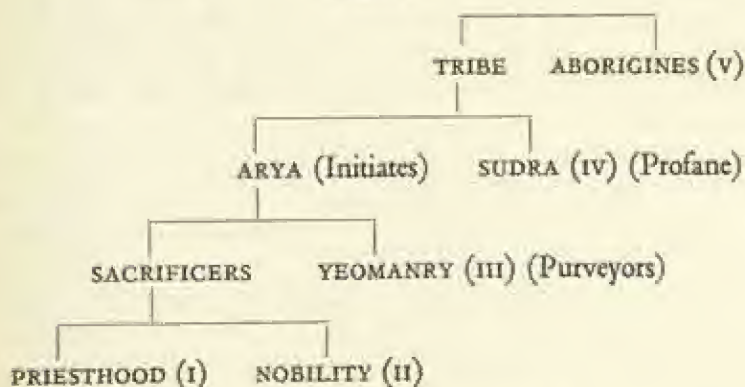 TRIBE ABORIGINES (V)
ARYA (Initiates) SUDRA (IV) (Profane)
SACRIFICERS YEOMANRY (III) (Purveyors)
PRIESTHOOD (I) NOBILITY (II)